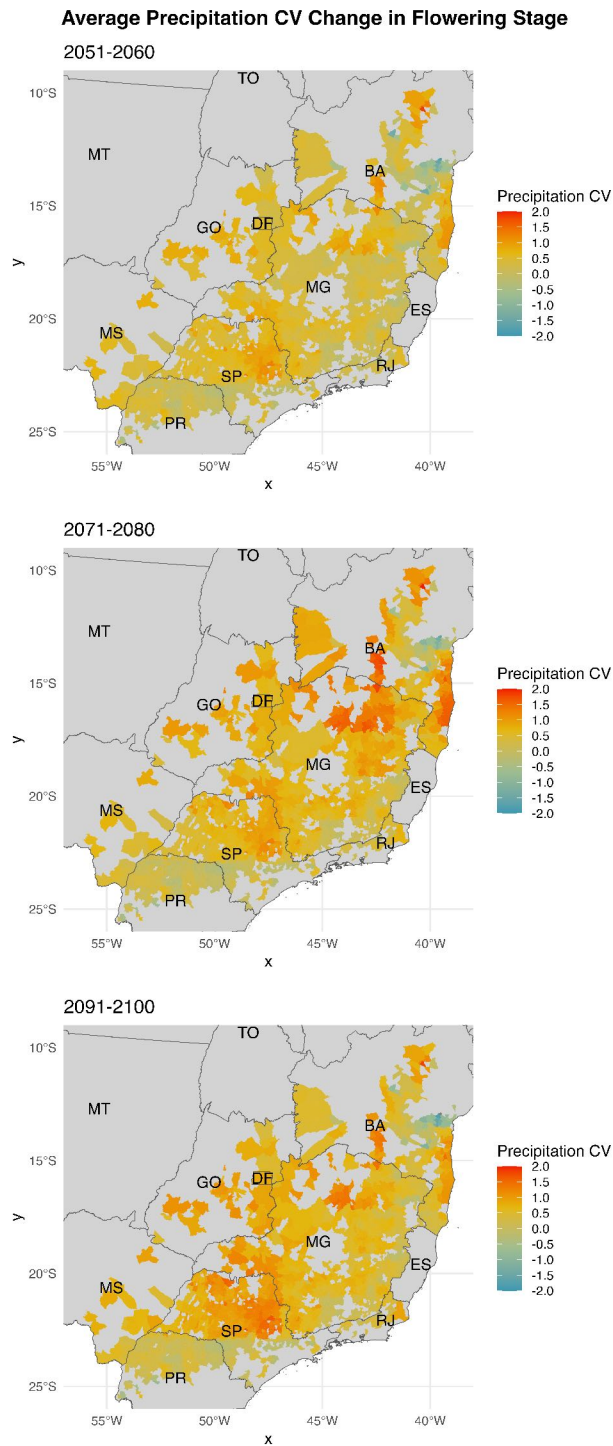 Average Precipitation CV Change in Flowering Stage
2051-2060
TO
10°S
MT
BA
Precipitation CV
2.0
1.5
1.0
0.5
0.0
-0.5
-1.0
-1.5
-2.0
15°S
GO
DF
y
MG
ES
20°S
MS
RJ
SP
PR
25°S
55°W 50°W 45°W 40°W
x
2071-2080
TO
10°S
MT
BA
Precipitation CV
2.0
1.5
1.0
0.5
0.0
-0.5
-1.0
-1.5
-2.0
15°S
GO
DF
y
MG
ES
20°S
MS
RJ
SP
PR
25°S
55°W 50°W 45°W 40°W
x
2091-2100
TO
10°S
MT
BA
Precipitation CV
2.0
1.5
1.0
0.5
0.0
-0.5
-1.0
-1.5
-2.0
15°S
GO
DF
y
MG
ES
20°S
MS
RJ
SP
PR
25°S
55°W 50°W 45°W 40°W
x